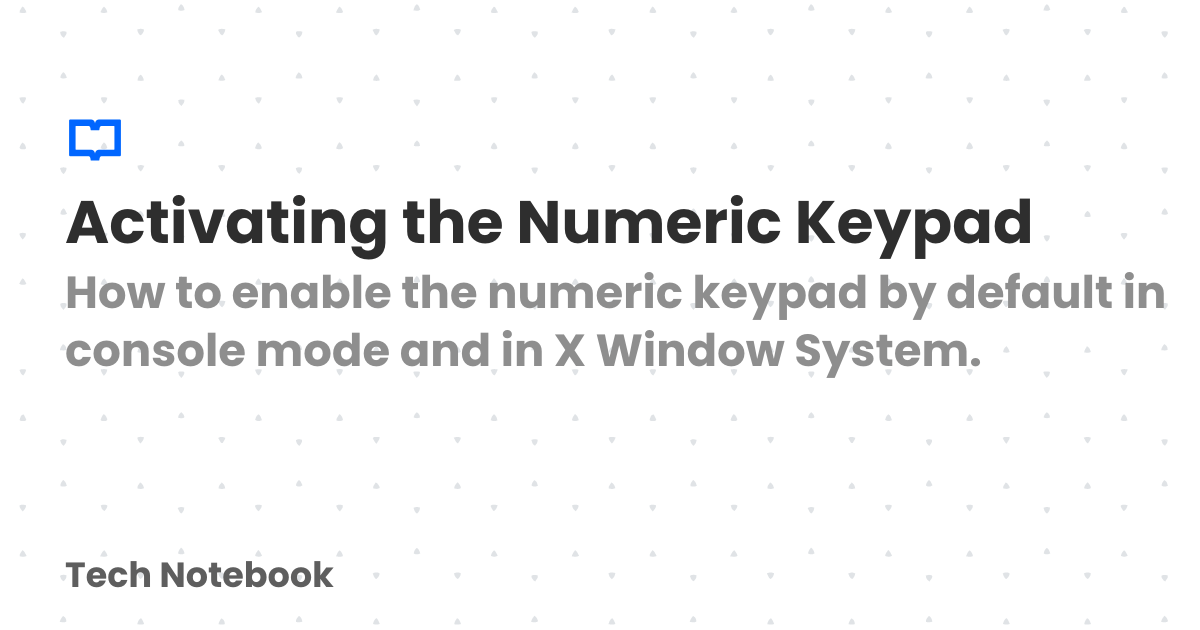 Activating the Numeric Keypad
How to enable the numeric keypad by default in
console mode and in X Window System.
Tech Notebook